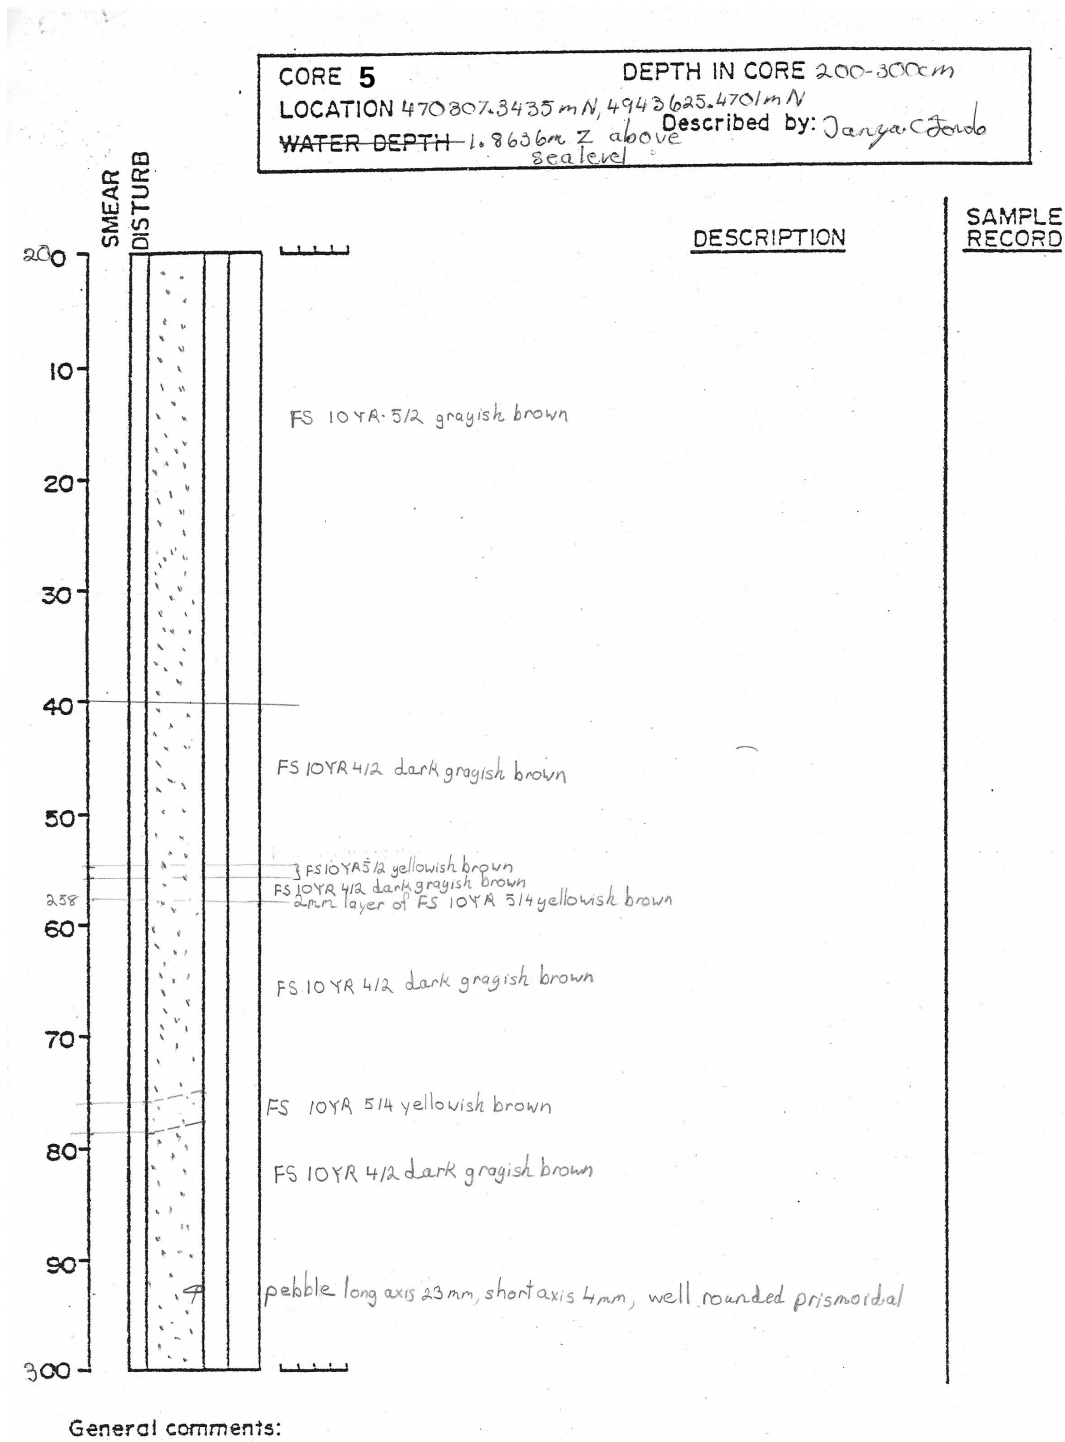 CORE 5 DEPTH IN CORE 200-300cm
LOCATION 470307.3435mN, 4943625.4701mN
WATER DEPTH 1.8636m Z above Described by: Tanya C
sea level
SMEAR
DISTURB
DESCRIPTION
SAMPLE
RECORD
200
10
FS 10YR 5/2 grayish brown
20
30
40
FS 10YR 4/2 dark grayish brown
50
} FS 10YR 5/2 yellowish brown
FS 10YR 4/2 dark grayish brown
258 2mm layer of FS 10YR 5/4 yellowish brown
60
FS 10YR 4/2 dark grayish brown
70
FS 10YR 5/4 yellowish brown
80
FS 10YR 4/2 dark grayish brown
90
pebble long axis 23mm, short axis 4mm, well rounded prismoidal
300
General comments: